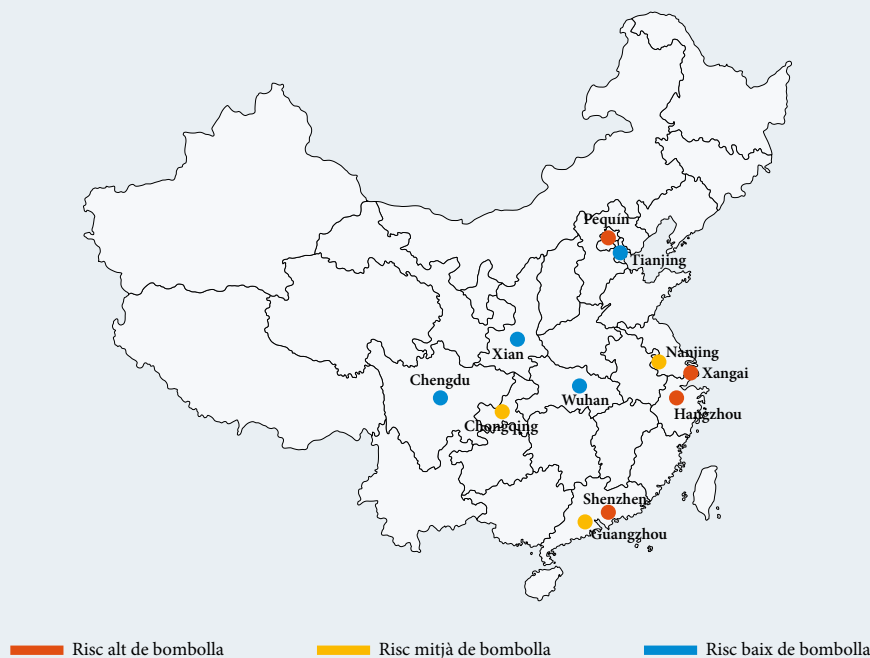 Pequín
Tianjing
Xian
Nanjing
Xangai
Chengdu
Wuhan
Hangzhou
Chongqing
Shenzhen
Guangzhou
Risc alt de bombolla
Risc mitjà de bombolla
Risc baix de bombolla